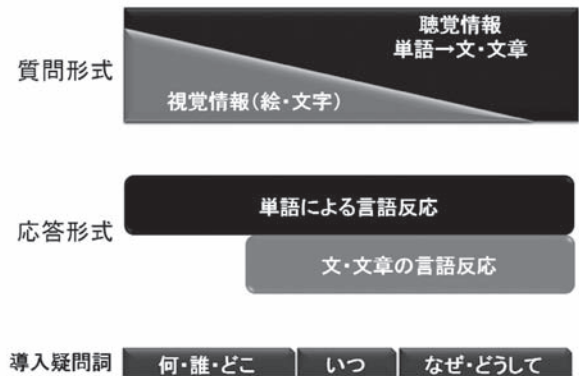 聴覚情報
単語→文・文章
質問形式
視覚情報(絵・文字)
単語による言語反応
応答形式
文・文章の言語反応
導入疑問詞 何・誰・どこ いつ なぜ・どうして